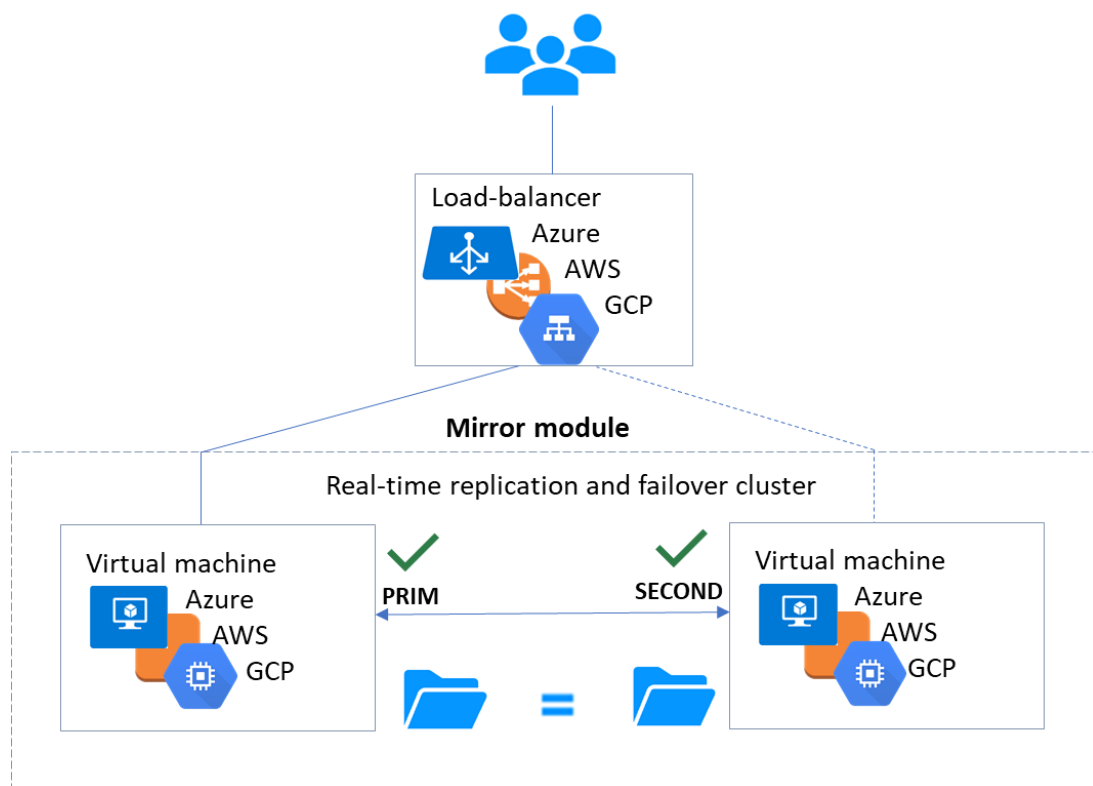 Load-balancer
Azure
AWS
GCP
Mirror module
Real-time replication and failover cluster
Virtual machine
Azure
AWS
GCP
PRIM
SECOND
Virtual machine
Azure
AWS
GCP
=